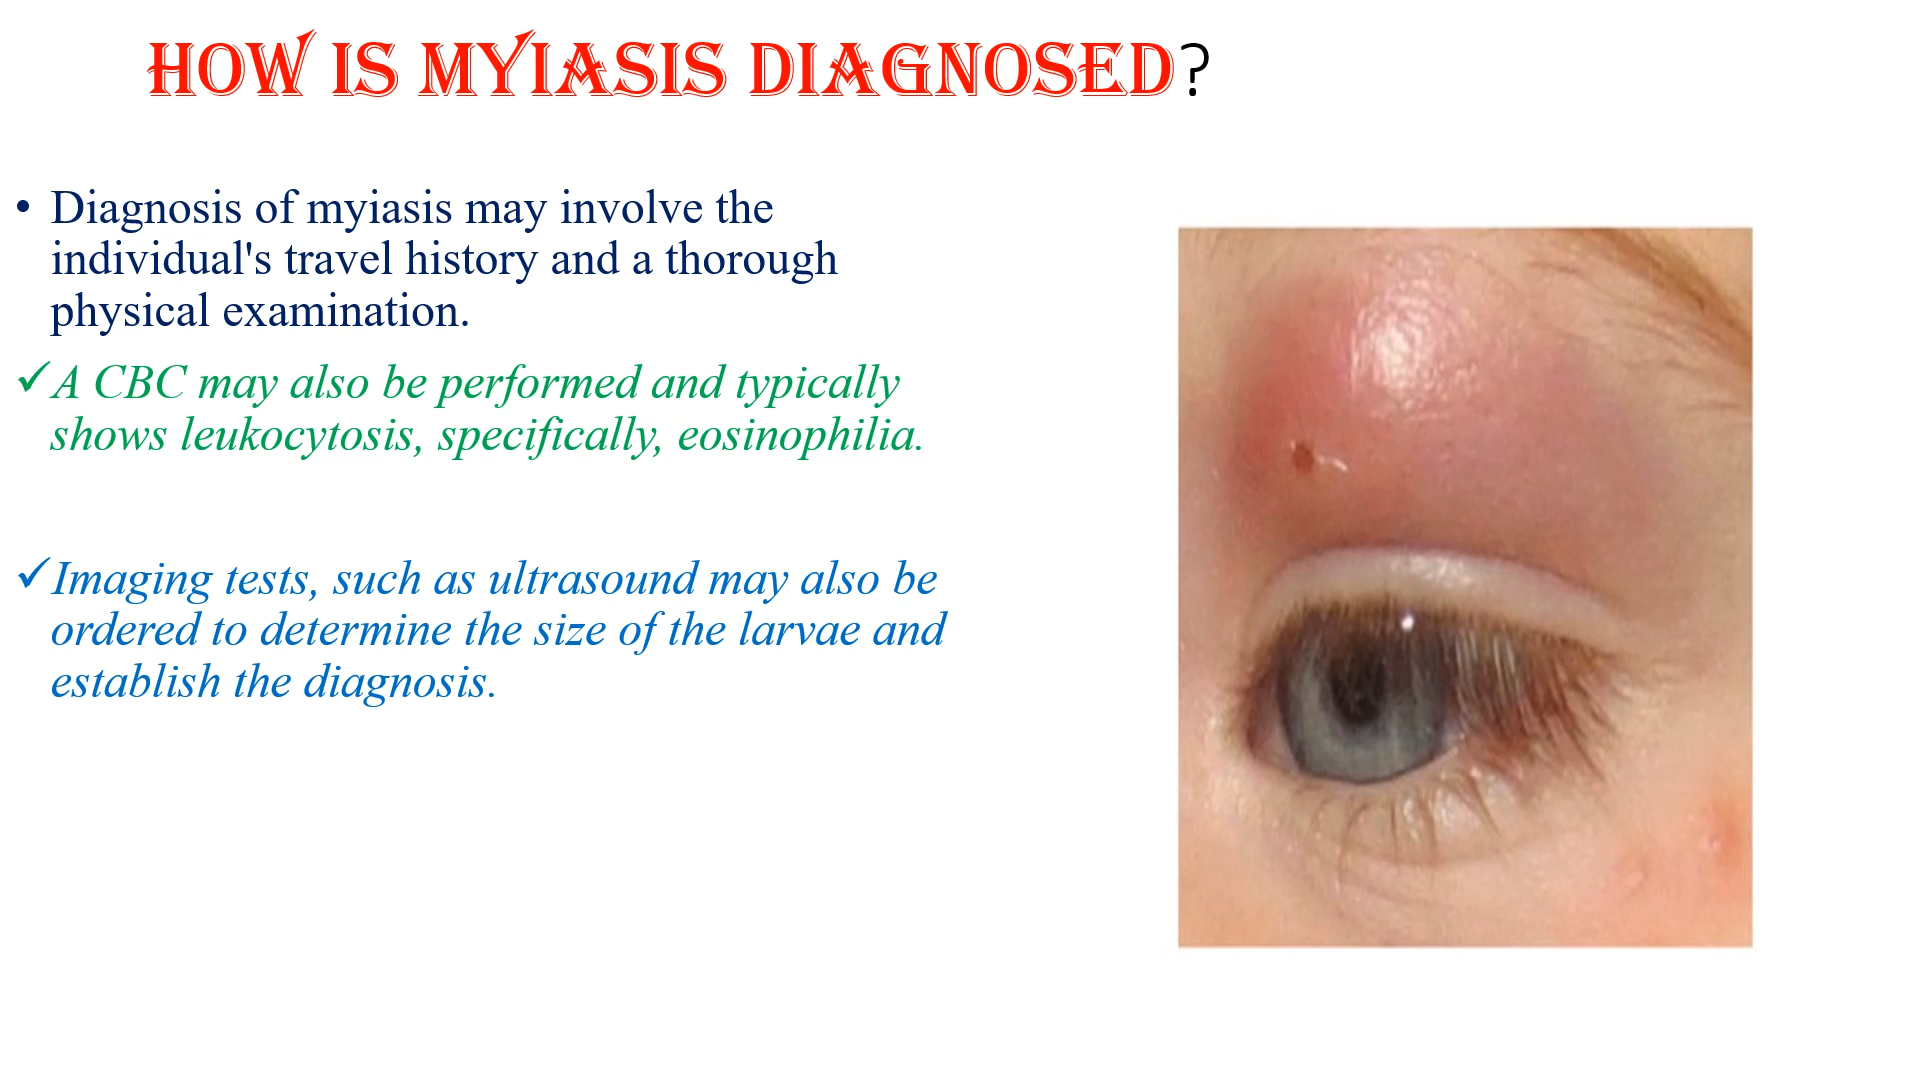 HOW IS MYIASIS DIAGNOSED?
• Diagnosis of myiasis may involve the
individual's travel history and a thorough
physical examination.
✓A CBC may also be performed and typically
shows leukocytosis, specifically, eosinophilia.
✓Imaging tests, such as ultrasound may also be
ordered to determine the size of the larvae and
establish the diagnosis.